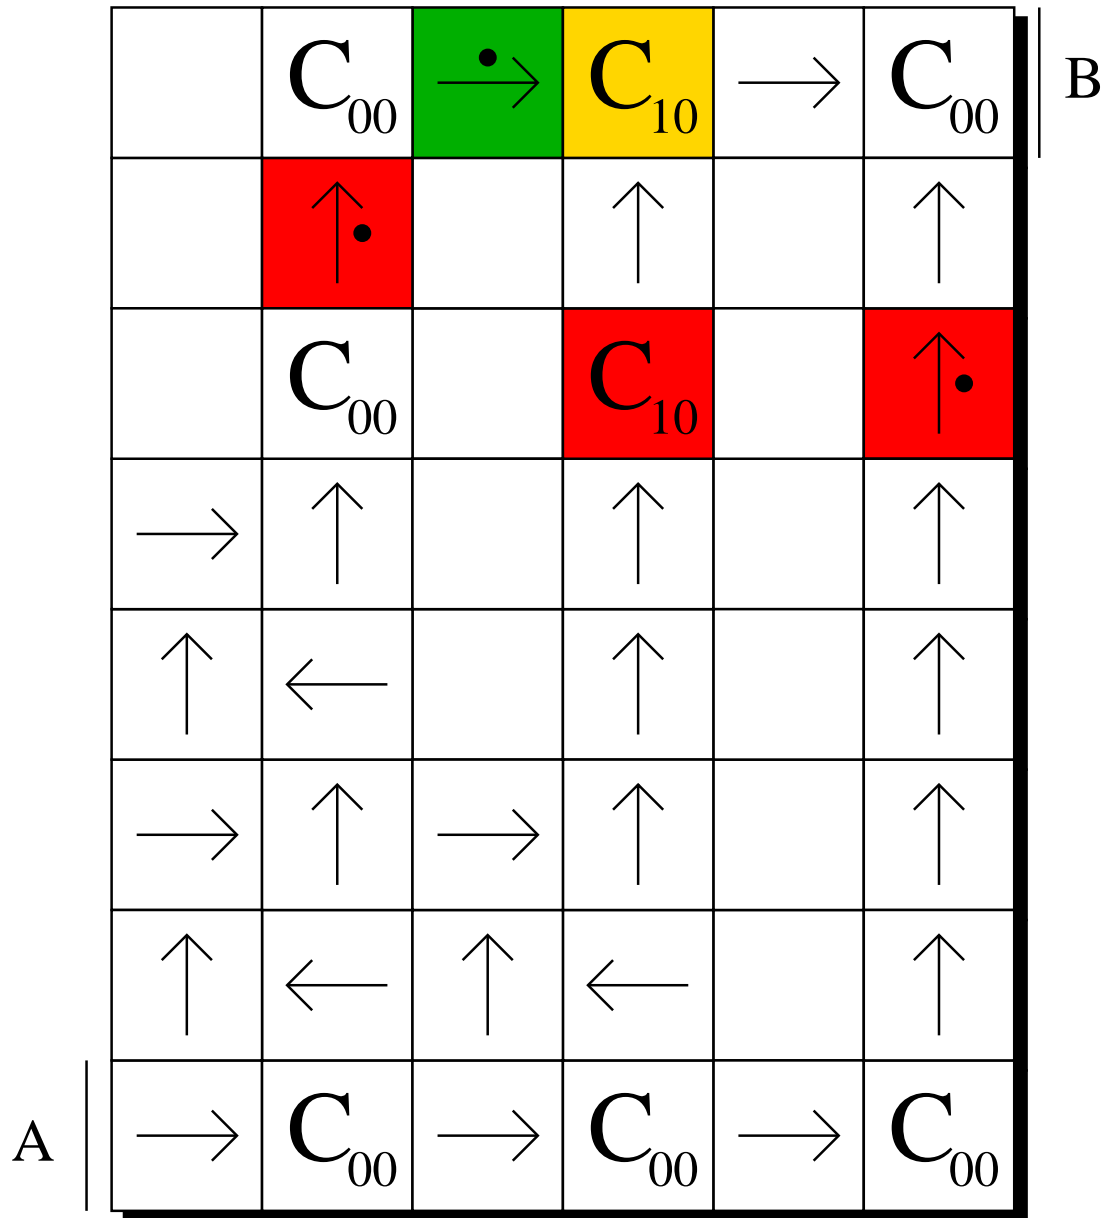 C00 → C10 → C00 B
↑ ↑ ↑
C00 C10 ↑
→ ↑ ↑ ↑
↑ ← ↑ ↑
→ ↑ → ↑ ↑
↑ ← ↑ ← ↑
A → C00 → C00 → C00